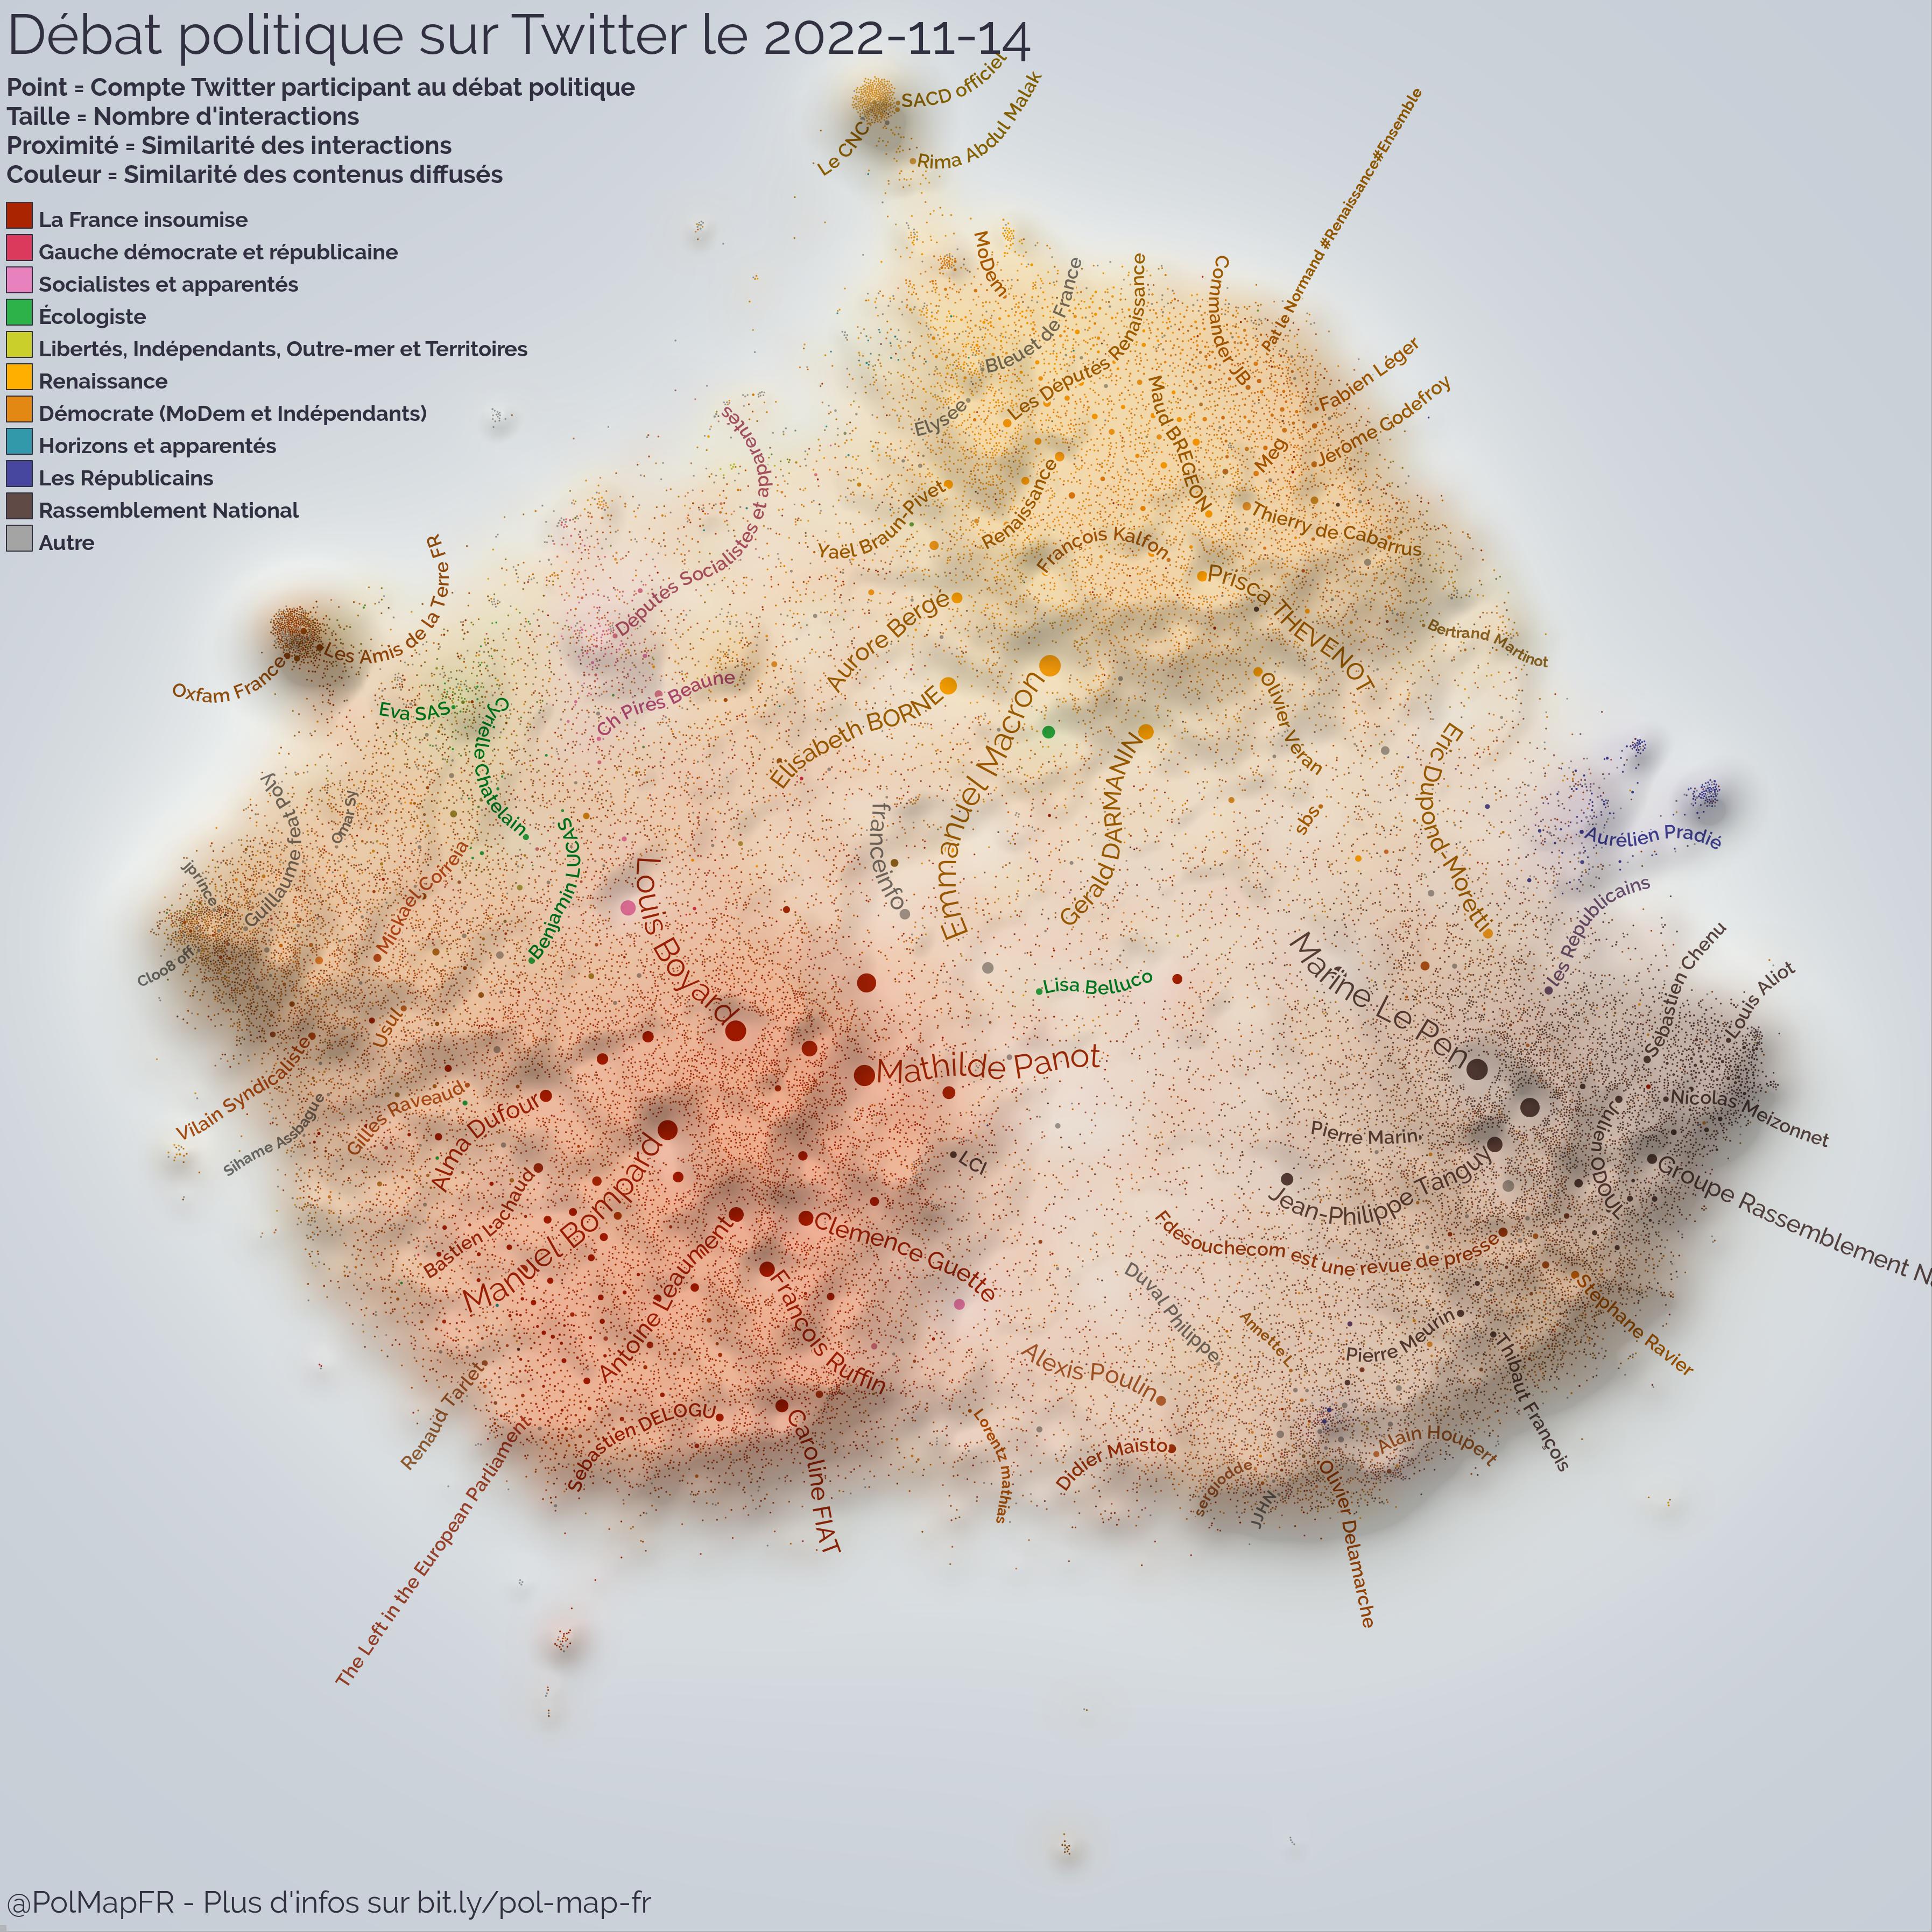 Débat politique sur Twitter le 2022-11-14
Point = Compte Twitter participant au débat politique
Taille = Nombre d'interactions
Proximité = Similarité des interactions
Couleur = Similarité des contenus diffusés
La France insoumise
Gauche démocrate et républicaine
Socialistes et apparentés
Écologiste
Libertés, Indépendants, Outre-mer et Territoires
Renaissance
Démocrate (MoDem et Indépendants)
Horizons et apparentés
Les Républicains
Rassemblement National
Autre
SACD officiel
Le CNC
Rima Abdul Malak
Pat le Normand #Renaissance#Ensemble
MoDem
Bleuet de France
Les Députés Renaissance
Commander JB
Fabien Léger
Jérôme Godefroy
Élysée
Maud BREGEON
Meg
Députés Socialistes et apparentés
Yaël Braun-Pivet
Renaissance
François Kalfon
Thierry de Cabarrus
Prisca THEVENOT
Les Amis de la Terre FR
Oxfam France
Aurore Bergé
Bertrand Martinot
Eva SAS
Cyrielle Chatelain
Ch Pirès Beaune
Élisabeth BORNE
Emmanuel Macron
Gérald DARMANIN
Olivier Véran
Eric Dupond-Moretti
sbs
Aurélien Pradié
Guillaume feat Poly
Omar Sy
jprince
Mickaël Correia
Benjamin LUCAS
Louis Boyard
franceinfo
les Républicains
Cloo8 off
Lisa Belluco
Marine Le Pen
Sébastien Chenu
Louis Aliot
Usul
Vilain Syndicaliste
Mathilde Panot
Gilles Raveaud
Sihame Assbague
Alma Dufour
Nicolas Meizonnet
Pierre Marin
Julien ODOUL
Jean-Philippe Tanguy
LCI
Groupe Rassemblement N
Bastien Lachaud
Manuel Bompard
Clémence Guetté
Fdesouchecom est une revue de presse
Antoine Léaument
François Ruffin
Duval Philippe
Annette L
Stéphane Ravier
Pierre Meurin
Thibaut François
Alexis Poulin
Renaud Tarlet
Sébastien DELOGU
Caroline FIAT
Lorentz mathias
Didier Maisto
sergiodde
JrHN
Alain Houpert
Olivier Delamarche
The Left in the European Parliament
@PolMapFR - Plus d'infos sur bit.ly/pol-map-fr